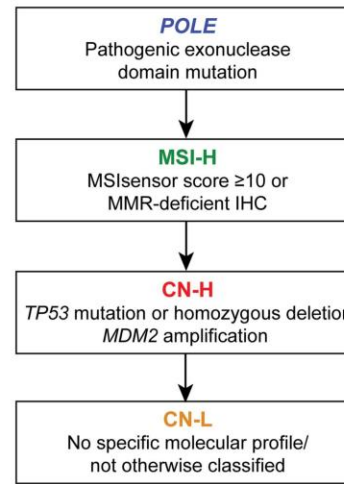 POLE
Pathogenic exonuclease
domain mutation
MSI-H
MSIsensor score ≥10 or
MMR-deficient IHC
CN-H
TP53 mutation or homozygous deletion
MDM2 amplification
CN-L
No specific molecular profile/
not otherwise classified